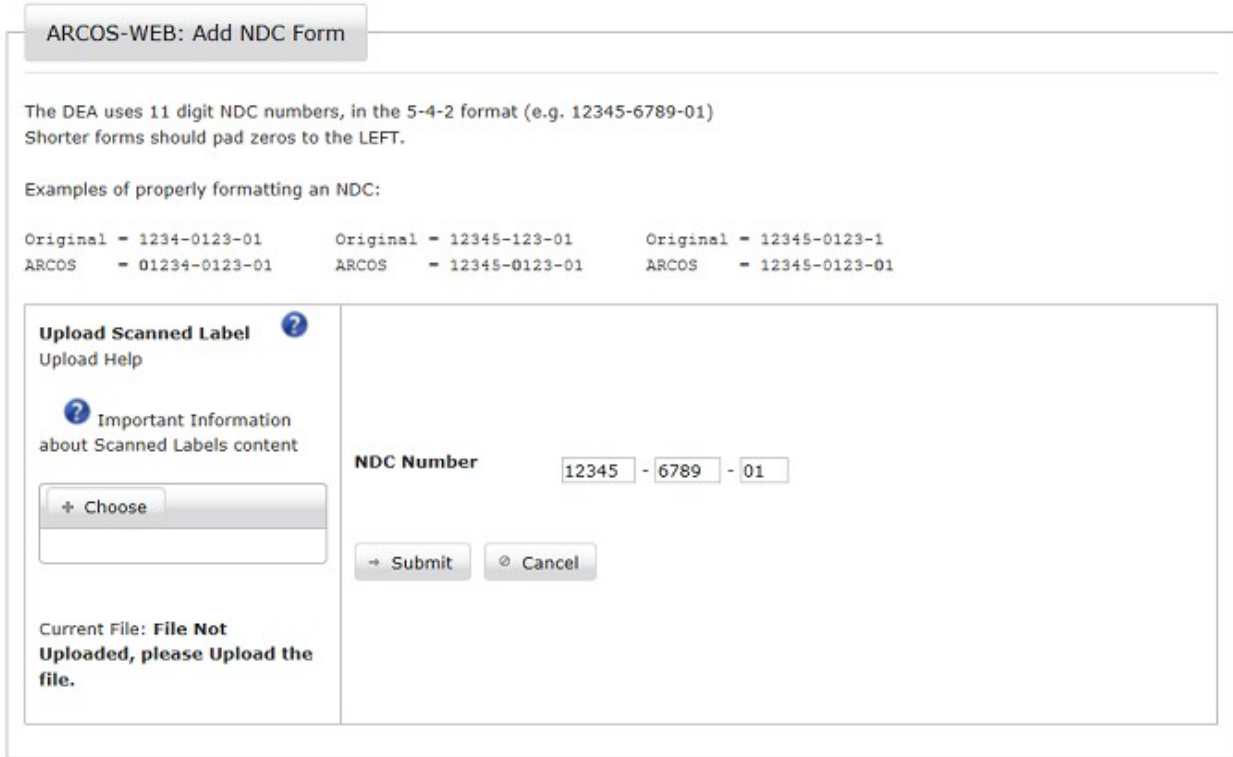 ARCOS-WEB: Add NDC Form
The DEA uses 11 digit NDC numbers, in the 5-4-2 format (e.g. 12345-6789-01)
Shorter forms should pad zeros to the LEFT.
Examples of properly formatting an NDC:
Original = 1234-0123-01 Original = 12345-123-01 Original = 12345-0123-1
ARCOS = 01234-0123-01 ARCOS = 12345-0123-01 ARCOS = 12345-0123-01
Upload Scanned Label ?
Upload Help
? Important Information
about Scanned Labels content
+ Choose
Current File: File Not
Uploaded, please Upload the
file.
NDC Number 12345 - 6789 - 01
→ Submit ⊘ Cancel